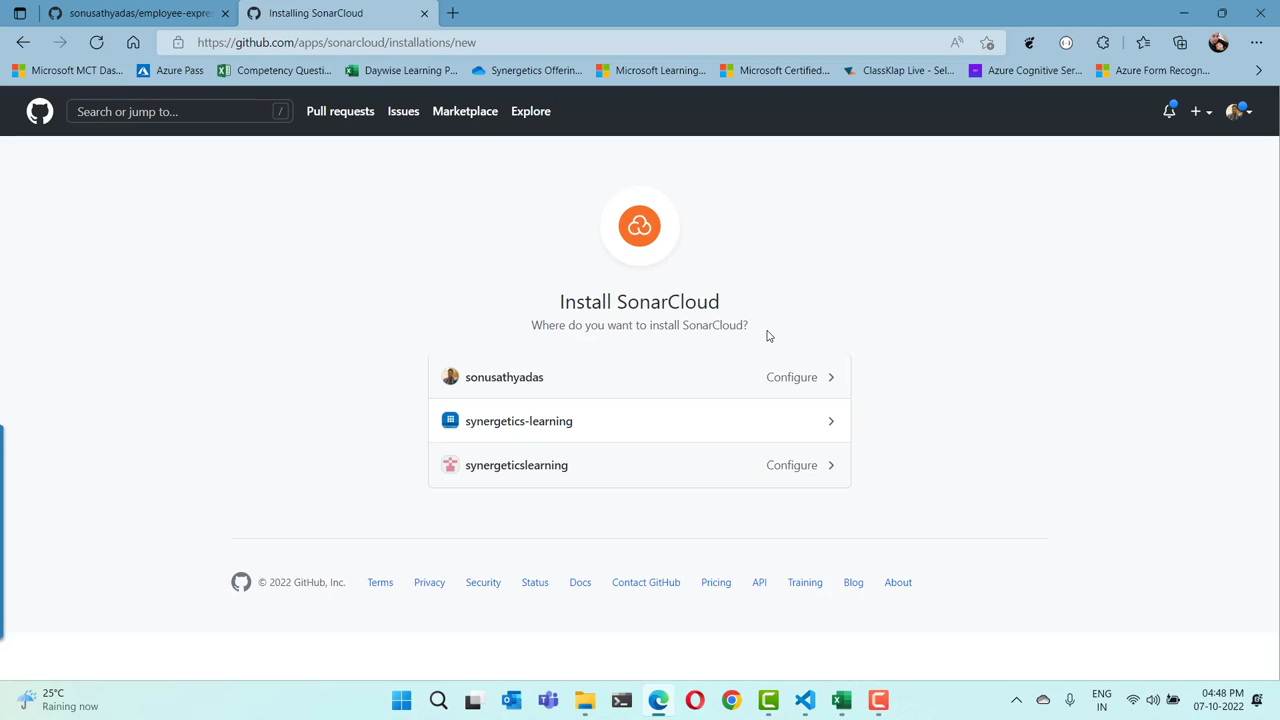 sonusathyadas/employee-expre
Installing SonarCloud
https://github.com/apps/sonarcloud/installations/new
Microsoft MCT Das...
Azure Pass
Competency Questi...
Daywise Learning P...
Synergetics Offerin...
Microsoft Learning...
Microsoft Certified...
ClassKlap Live - Sel...
Azure Cognitive Ser...
Azure Form Recogn...
Search or jump to...
/
Pull requests
Issues
Marketplace
Explore
Install SonarCloud
Where do you want to install SonarCloud?
sonusathyadas Configure
synergetics-learning
synergeticslearning Configure
© 2022 GitHub, Inc.
Terms
Privacy
Security
Status
Docs
Contact GitHub
Pricing
API
Training
Blog
About
25°C
Raining now
ENG
IN
04:48 PM
07-10-2022